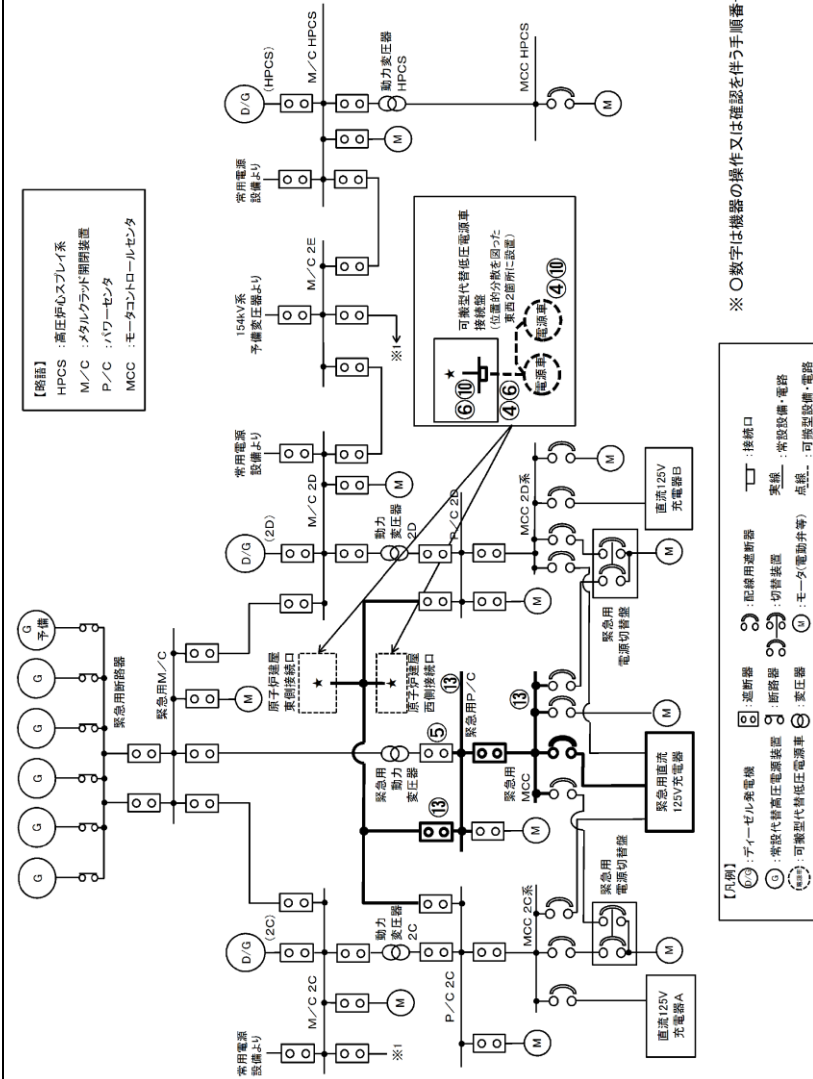 【略語】
HPCS :高圧炉心スプレイ系
M/C :メタルクラッド開閉装置
P/C :パワーセンタ
MCC :モータコントロールセンタ
G
G
G
G
G
G
予備
緊急用断路器
緊急用M/C
M
常用電源
設備より
D/G
(2C)
M/C 2C
※1
M
動力
変圧器
2C
P/C 2C
M
MCC 2C系
直流125V
充電器A
M
緊急用
電源切替盤
緊急用
動力
変圧器
⑤
⑬
緊急用P/C
⑬
M
緊急用
MCC
⑬
M
緊急用直流
125V充電器
原子炉建屋
東側接続口
★
原子炉建屋
西側接続口
★
常用電源
設備より
D/G
(2D)
M/C 2D
M
動力
変圧器
2D
P/C 2D
M
MCC 2D系
M
直流125V
充電器B
緊急用
電源切替盤
M
154kV系
予備変圧器より
M/C 2E
※1
常用電源
設備より
D/G
(HPCS)
M/C HPCS
M
動力変圧器
HPCS
MCC HPCS
M
可搬型代替低圧電源車
接続盤
(位置的分散を図った
東西2箇所に設置)
★
⑥⑩
④⑥
電源車
電源車
④⑩
【凡例】
D/G :ディーゼル発電機
G :常設代替高圧電源装置
電源車 :可搬型代替低圧電源車
:遮断器
:断路器
:変圧器
:配線用遮断器
:切替装置
M :モータ(電動弁等)
:接続口
実線 :常設設備・電路
点線 :可搬型設備・電路
※ ○数字は機器の操作又は確認を伴う手順番